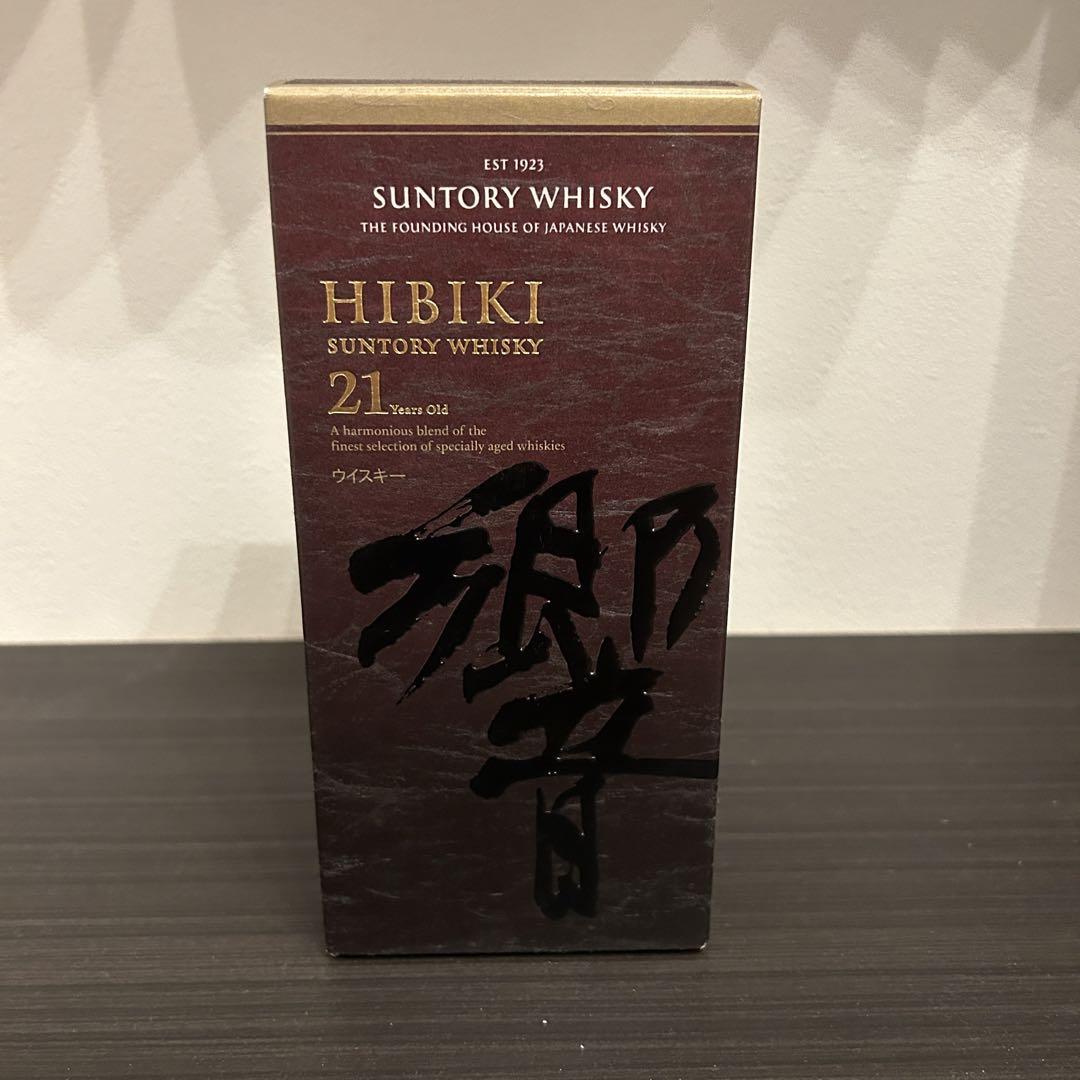 EST 1923
SUNTORY WHISKY
THE FOUNDING HOUSE OF JAPANESE WHISKY
HIBIKI
SUNTORY WHISKY
21 Years Old
A harmonious blend of the
finest selection of specially aged whiskies
ウイスキー
響